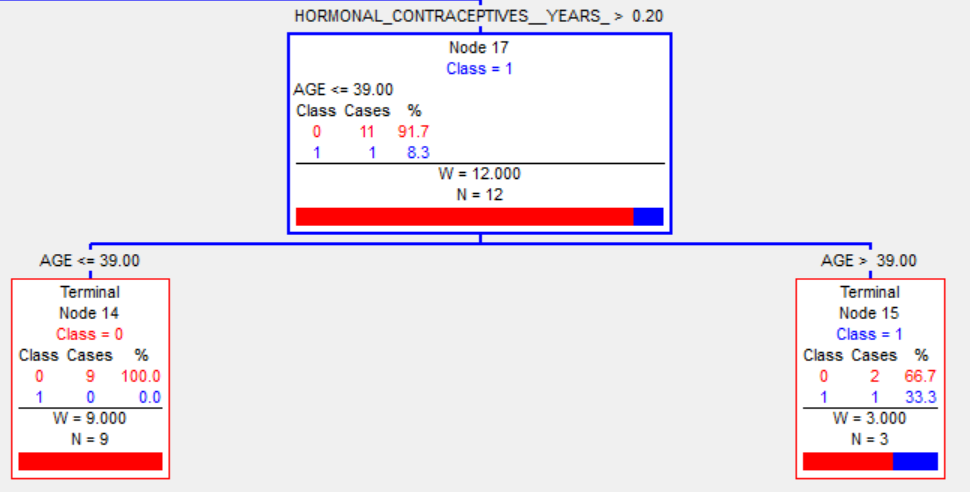 HORMONAL_CONTRACEPTIVES__YEARS_ > 0.20
Node 17
Class = 1
AGE <= 39.00
Class Cases %
0 11 91.7
1 1 8.3
W = 12.000
N = 12
AGE <= 39.00
Terminal
Node 14
Class = 0
Class Cases %
0 9 100.0
1 0 0.0
W = 9.000
N = 9
AGE > 39.00
Terminal
Node 15
Class = 1
Class Cases %
0 2 66.7
1 1 33.3
W = 3.000
N = 3